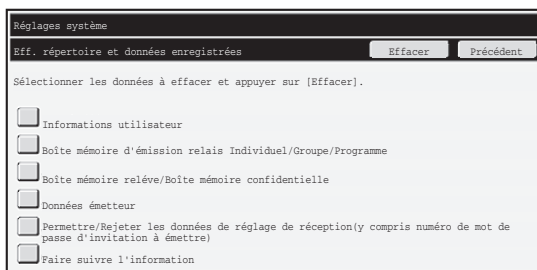 Réglages système
Eff. répertoire et données enregistrées Effacer Précédent
Sélectionner les données à effacer et appuyer sur [Effacer].
Informations utilisateur
Boîte mémoire d'émission relais Individuel/Groupe/Programme
Boîte mémoire reléve/Boîte mémoire confidentielle
Données émetteur
Permettre/Rejeter les données de réglage de réception(y compris numéro de mot de
passe d'invitation à émettre)
Faire suivre l'information